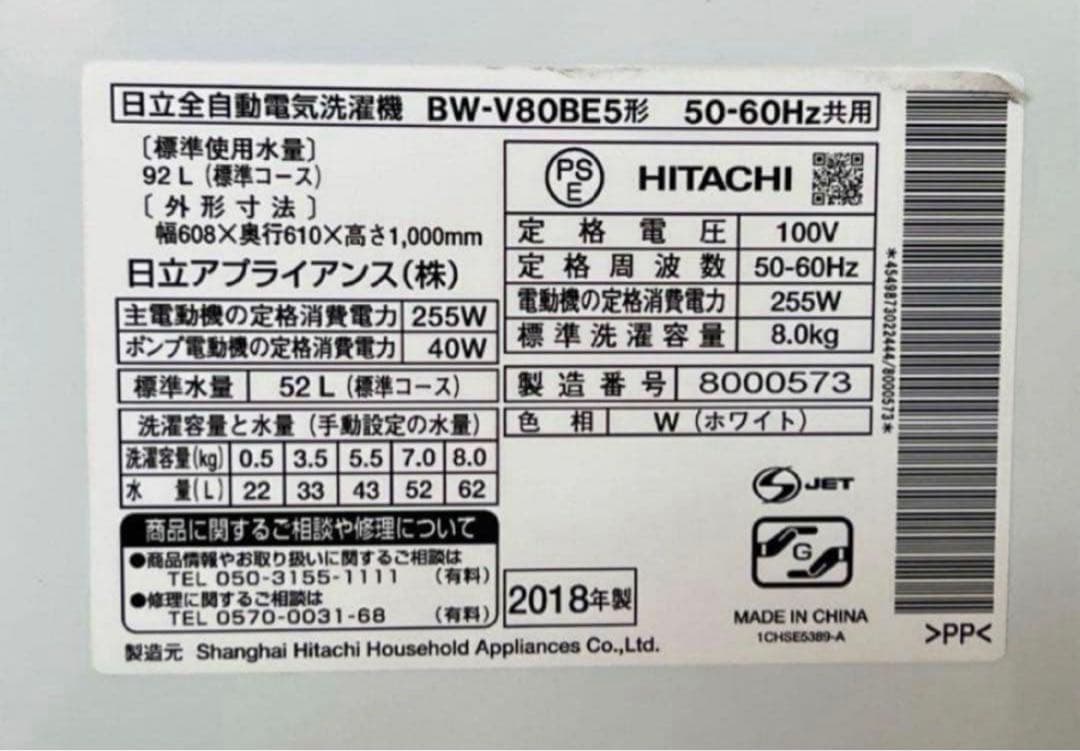 日立全自動電気洗濯機 BW-V80BE5形 50-60Hz共用
〔標準使用水量〕
92 L (標準コース)
〔外形寸法〕
幅608×奥行610×高さ1,000mm
日立アプライアンス(株)
主電動機の定格消費電力 255W
ポンプ電動機の定格消費電力 40W
標準水量 52 L (標準コース)
洗濯容量と水量 (手動設定の水量)
洗濯容量(kg) 0.5 3.5 5.5 7.0 8.0
水 量(L) 22 33 43 52 62
商品に関するご相談や修理について
●商品情報やお取り扱いに関するご相談は
TEL 050-3155-1111 (有料)
●修理に関するご相談は
TEL 0570-0031-68 (有料)
製造元 Shanghai Hitachi Household Appliances Co.,Ltd.
PS
E
HITACHI
定格電圧 100V
定格周波数 50-60Hz
電動機の定格消費電力 255W
標準洗濯容量 8.0kg
製造番号 8000573
色相 W (ホワイト)
S JET
G
2018年製
MADE IN CHINA
1CHSE5389-A
*4549873022444/8000573*
>PP<